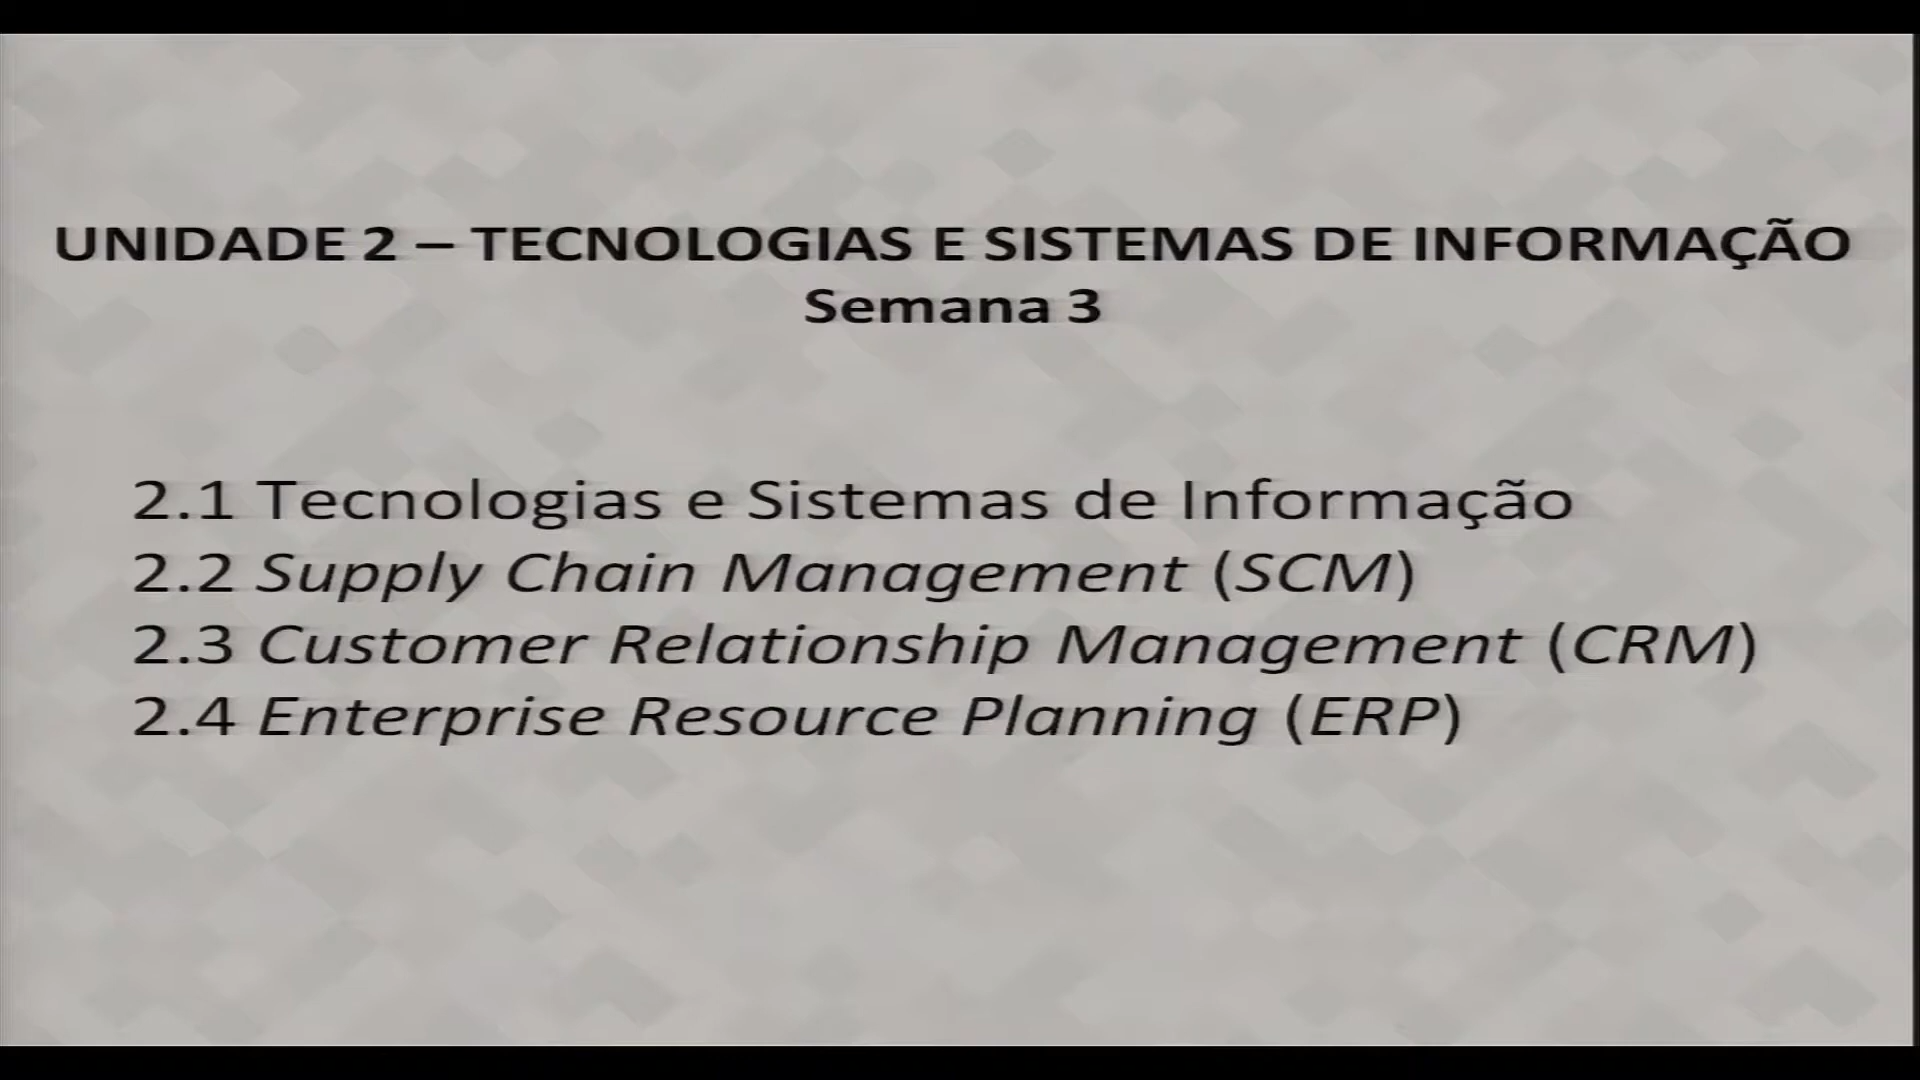 UNIDADE 2 – TECNOLOGIAS E SISTEMAS DE INFORMAÇÃO
Semana 3
2.1 Tecnologias e Sistemas de Informação
2.2 Supply Chain Management (SCM)
2.3 Customer Relationship Management (CRM)
2.4 Enterprise Resource Planning (ERP)